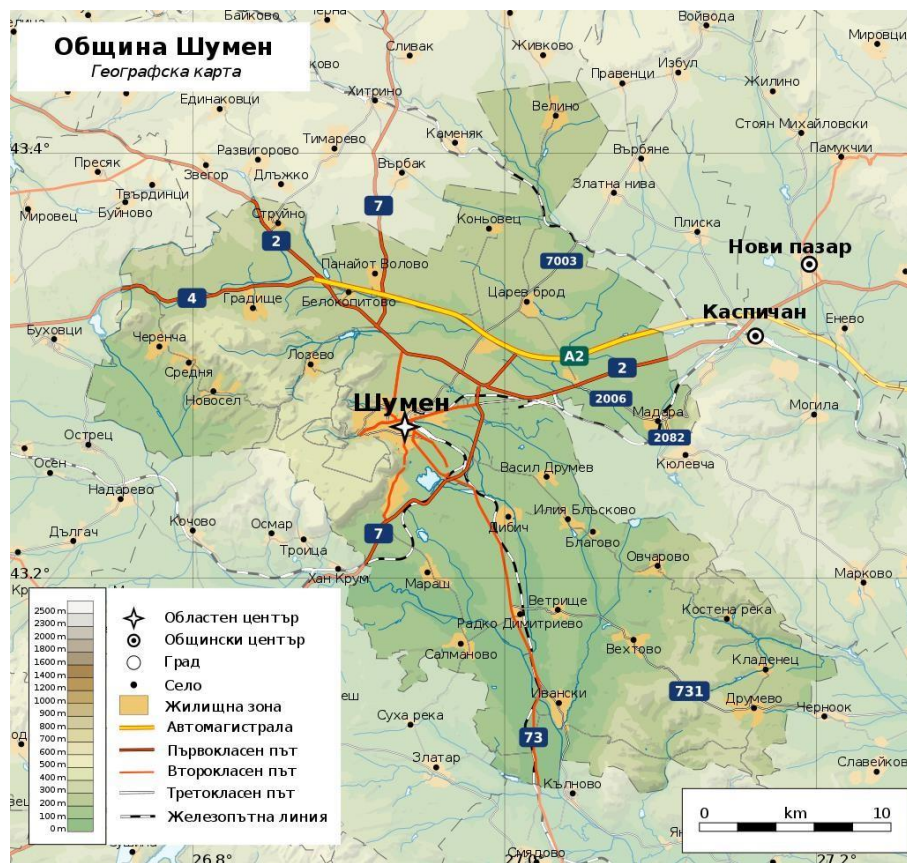 Община Шумен
Географска карта
Байково
Черна
Сливак
Живково
Войвода
Мировци
Избул
Правенци
Жилино
Хитрино
Единаковци
Велино
Стоян Михайловски
Тимарево
Каменяк
43.4°
Развигорово
Върбяне
Памукчии
Пресяк
Звегор
Длъжко
Върбак
Твърдинци
Златна нива
Мировец
Буйново
7
Струйно
Коньовец
Плиска
2
Нови пазар
7003
Панайот Волово
4
Градище
Белокопитово
Царев брод
Каспичан
Буховци
Енево
Черенча
A2
Лозево
Средня
2
Новосел
Шумен
2006
Мадара
Могила
2082
Острец
Осен
Кюлевча
Васил Друмев
Надарево
Кочово
Осмар
Дибич
Илия Блъсково
Дългач
7
Троица
Благово
Овчарово
43.2°
Хан Крум
Мараш
Марково
Ветрище
Костена река
Радко Димитриево
Салманово
Вехтово
Кладенец
731
Ивански
Друмево
Суха река
Черноок
73
Златар
Славейково
Кълново
Смядово
2500 m
2300 m
2000 m
1800 m
1600 m
1400 m
1200 m
1000 m
900 m
800 m
700 m
600 m
500 m
400 m
300 m
200 m
100 m
0 m
Областен център
Общински център
Град
Село
Жилищна зона
Автомагистрала
Първокласен път
Второкласен път
Третокласен път
Железопътна линия
0 km 10
26.8°
27.0°
27.2°